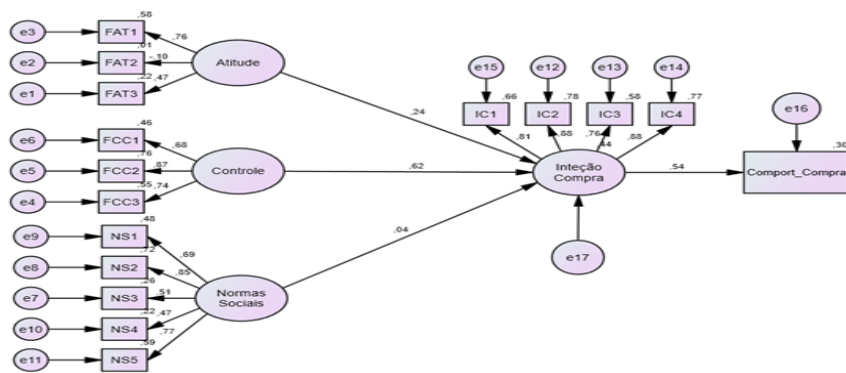 ,58
e3
FAT1
,76
,01
e2
FAT2
-,10
Atitude
,22
,47
e1
FAT3
,24
e15
e12
e13
e14
,66
,78
,58
,77
IC1
IC2
IC3
IC4
,81
,88
,76
,88
,44
e16
,46
e6
FCC1
,68
,76
e5
FCC2
,87
Controle
,62
Inteção
Compra
,54
,30
Comport_Compra
,55
,74
e4
FCC3
,48
e9
NS1
,69
,04
,72
e8
NS2
,85
e17
,26
e7
NS3
,51
Normas
Sociais
,22
,47
e10
NS4
,77
,59
e11
NS5